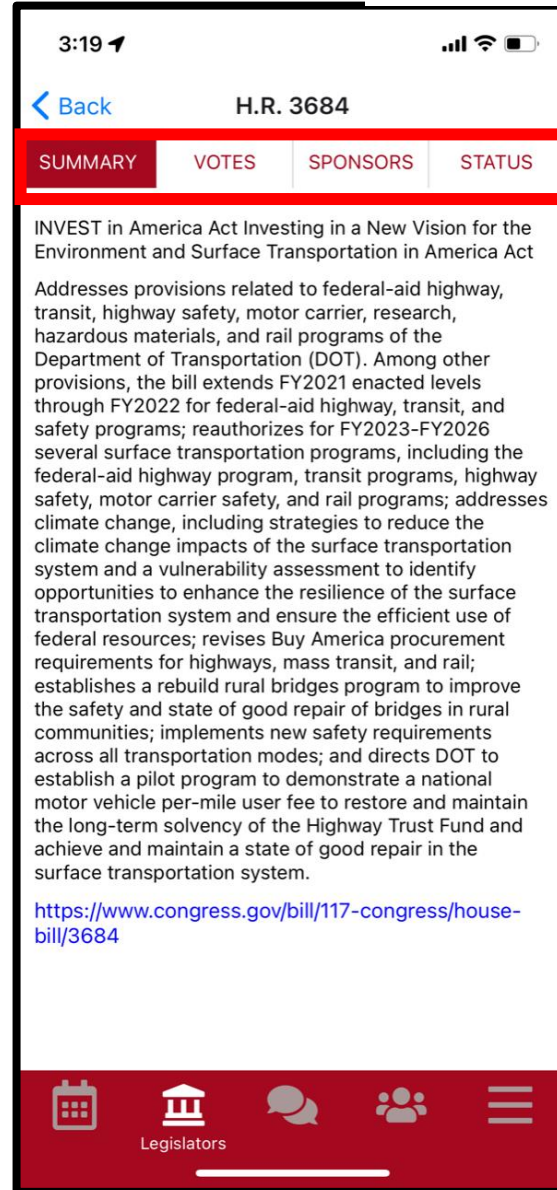 3:19
Back
H.R. 3684
SUMMARY VOTES SPONSORS STATUS
INVEST in America Act Investing in a New Vision for the
Environment and Surface Transportation in America Act
Addresses provisions related to federal-aid highway,
transit, highway safety, motor carrier, research,
hazardous materials, and rail programs of the
Department of Transportation (DOT). Among other
provisions, the bill extends FY2021 enacted levels
through FY2022 for federal-aid highway, transit, and
safety programs; reauthorizes for FY2023-FY2026
several surface transportation programs, including the
federal-aid highway program, transit programs, highway
safety, motor carrier safety, and rail programs; addresses
climate change, including strategies to reduce the
climate change impacts of the surface transportation
system and a vulnerability assessment to identify
opportunities to enhance the resilience of the surface
transportation system and ensure the efficient use of
federal resources; revises Buy America procurement
requirements for highways, mass transit, and rail;
establishes a rebuild rural bridges program to improve
the safety and state of good repair of bridges in rural
communities; implements new safety requirements
across all transportation modes; and directs DOT to
establish a pilot program to demonstrate a national
motor vehicle per-mile user fee to restore and maintain
the long-term solvency of the Highway Trust Fund and
achieve and maintain a state of good repair in the
surface transportation system.
https://www.congress.gov/bill/117-congress/house-
bill/3684
Legislators